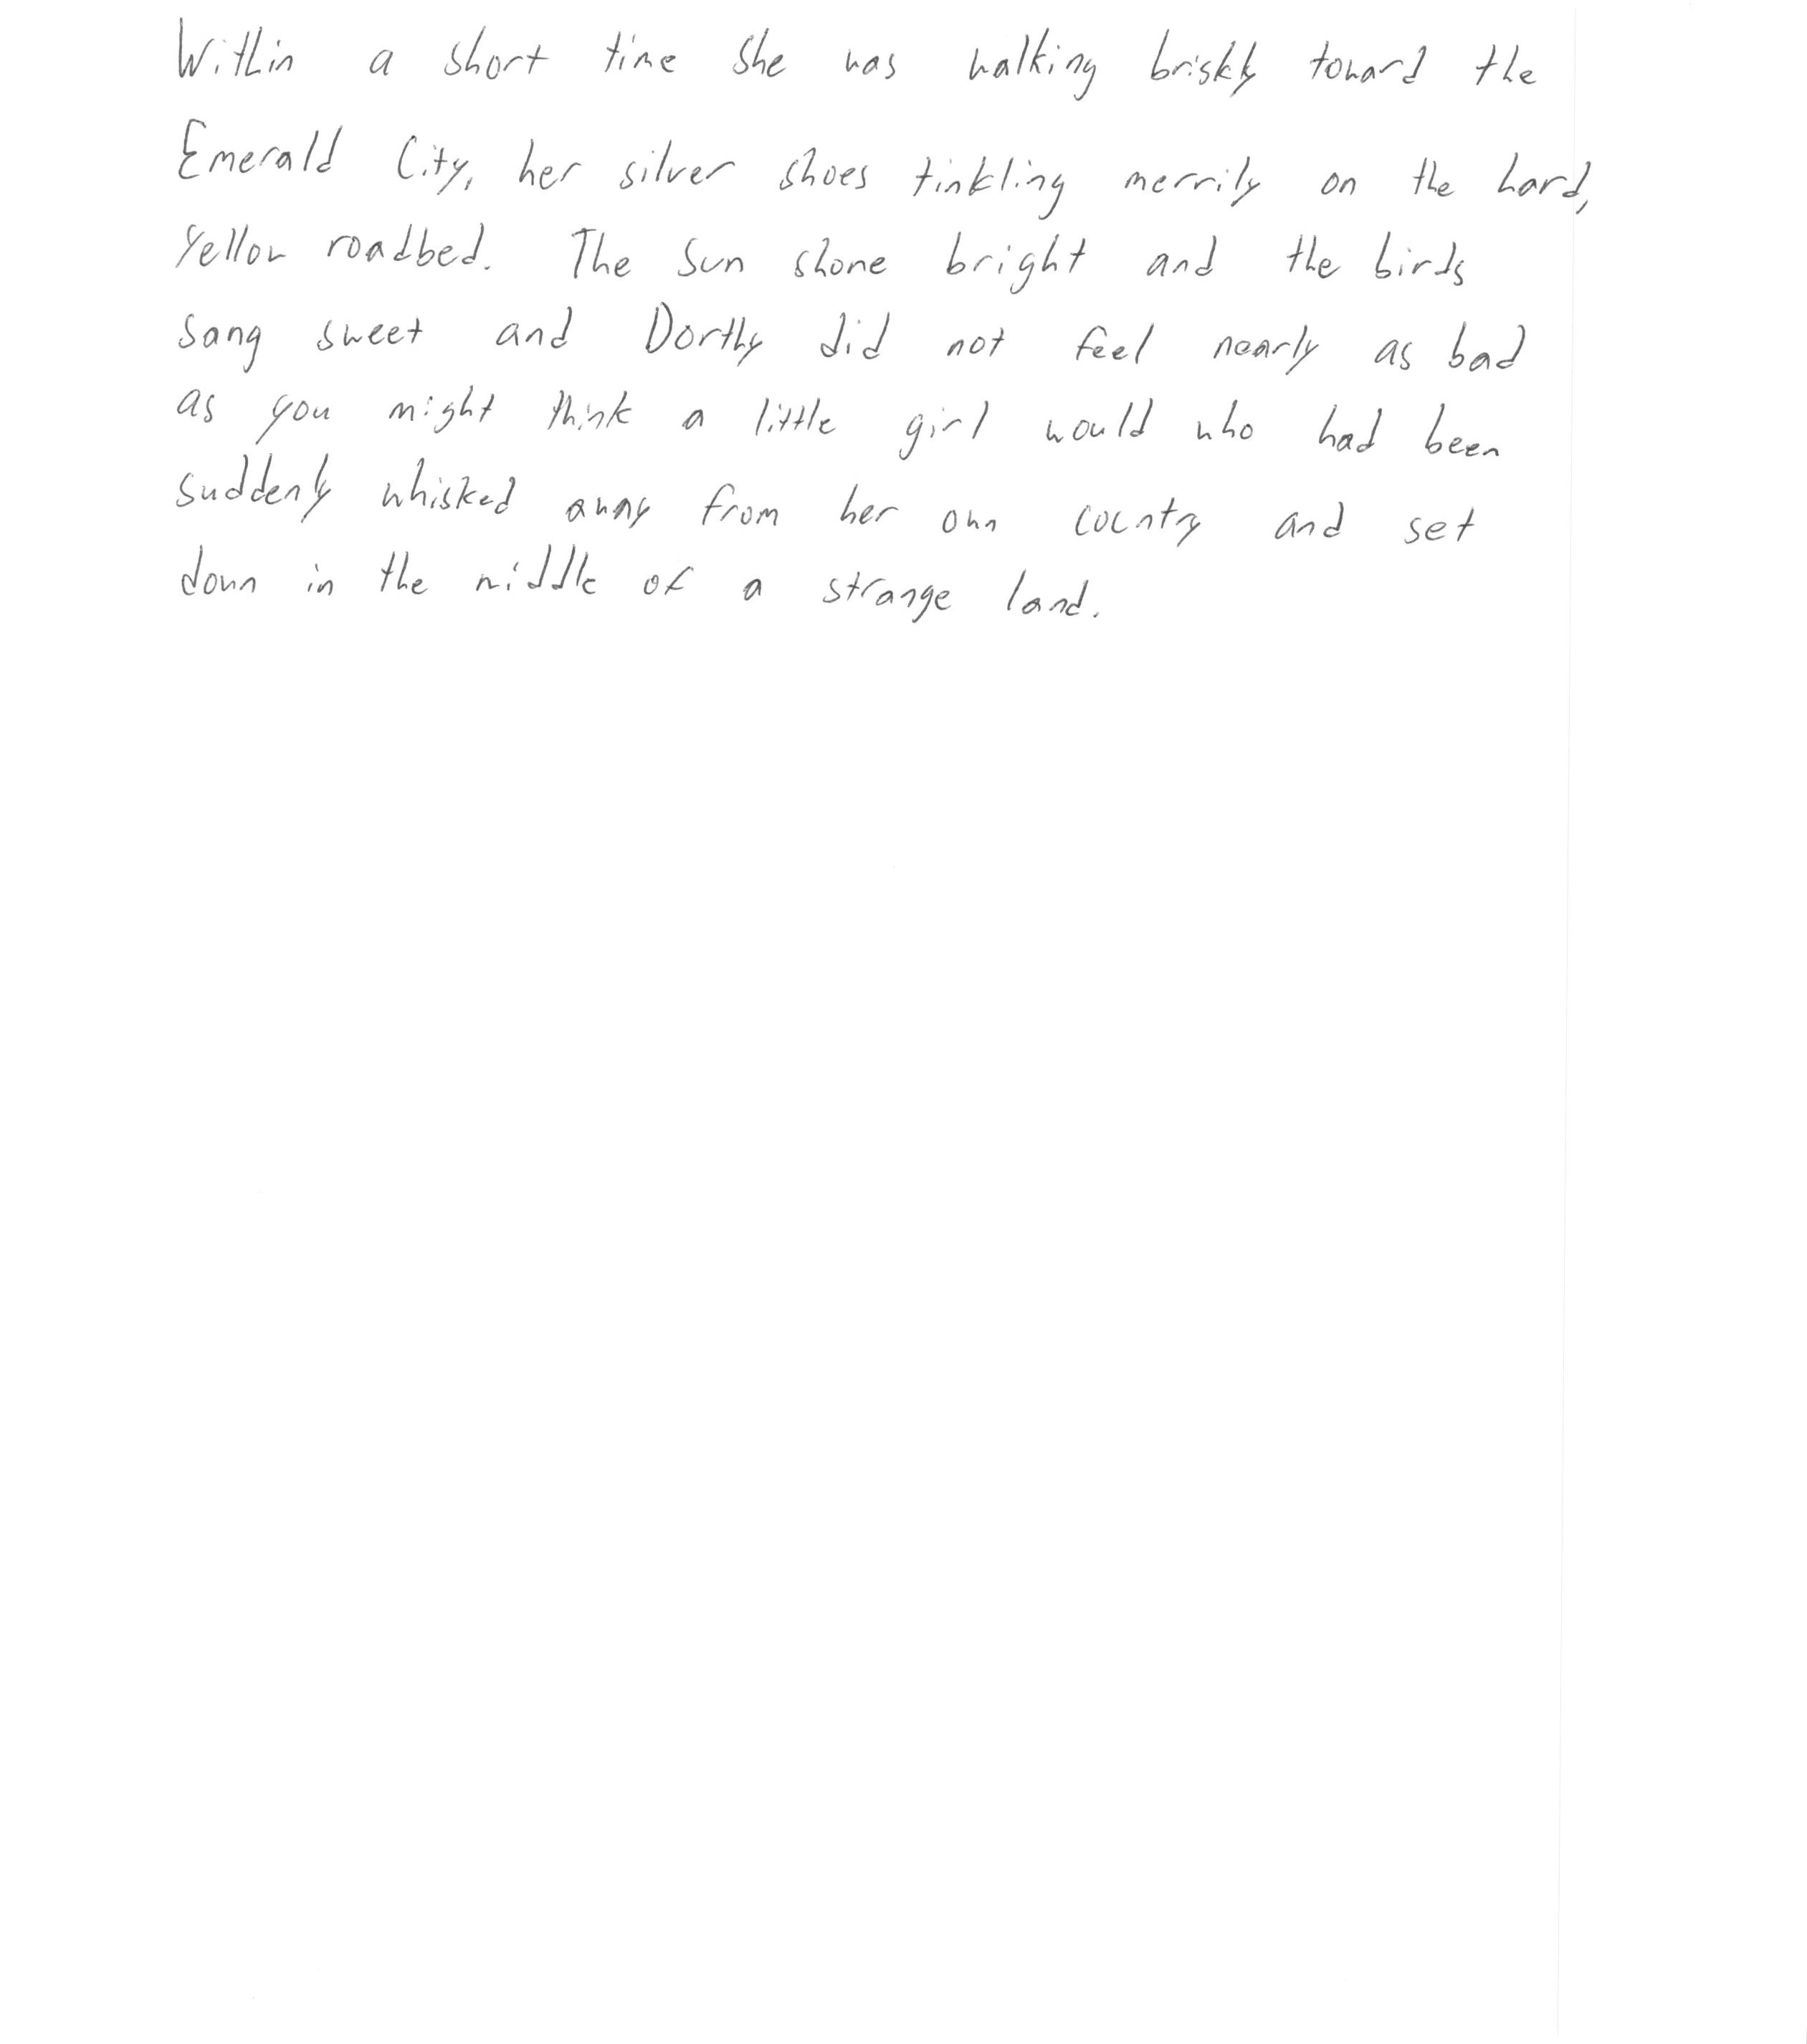 Within a short time she was walking briskly toward the
Emerald City, her silver shoes tinkling merrily on the hard,
yellow roadbed. The sun shone bright and the birds
sang sweet and Dorthy did not feel nearly as bad
as you might think a little girl would who had been
suddenly whisked away from her own country and set
down in the middle of a strange land.